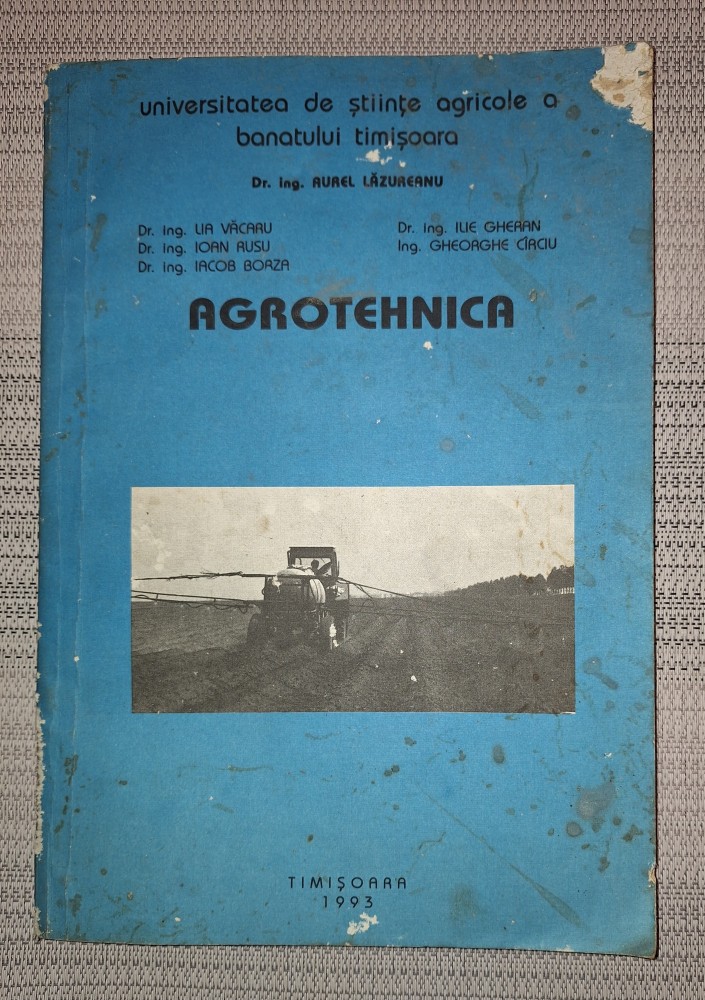 universitatea de științe agricole a
banatului timișoara
Dr. Ing. AUREL LĂZUREANU
Dr. Ing. LIA VĂCARU
Dr. Ing. IOAN RUSU
Dr. Ing. IACOB BORZA
Dr. Ing. ILIE GHERAN
Ing. GHEORGHE CÎRCIU
AGROTEHNICA
TIMIȘOARA
1993